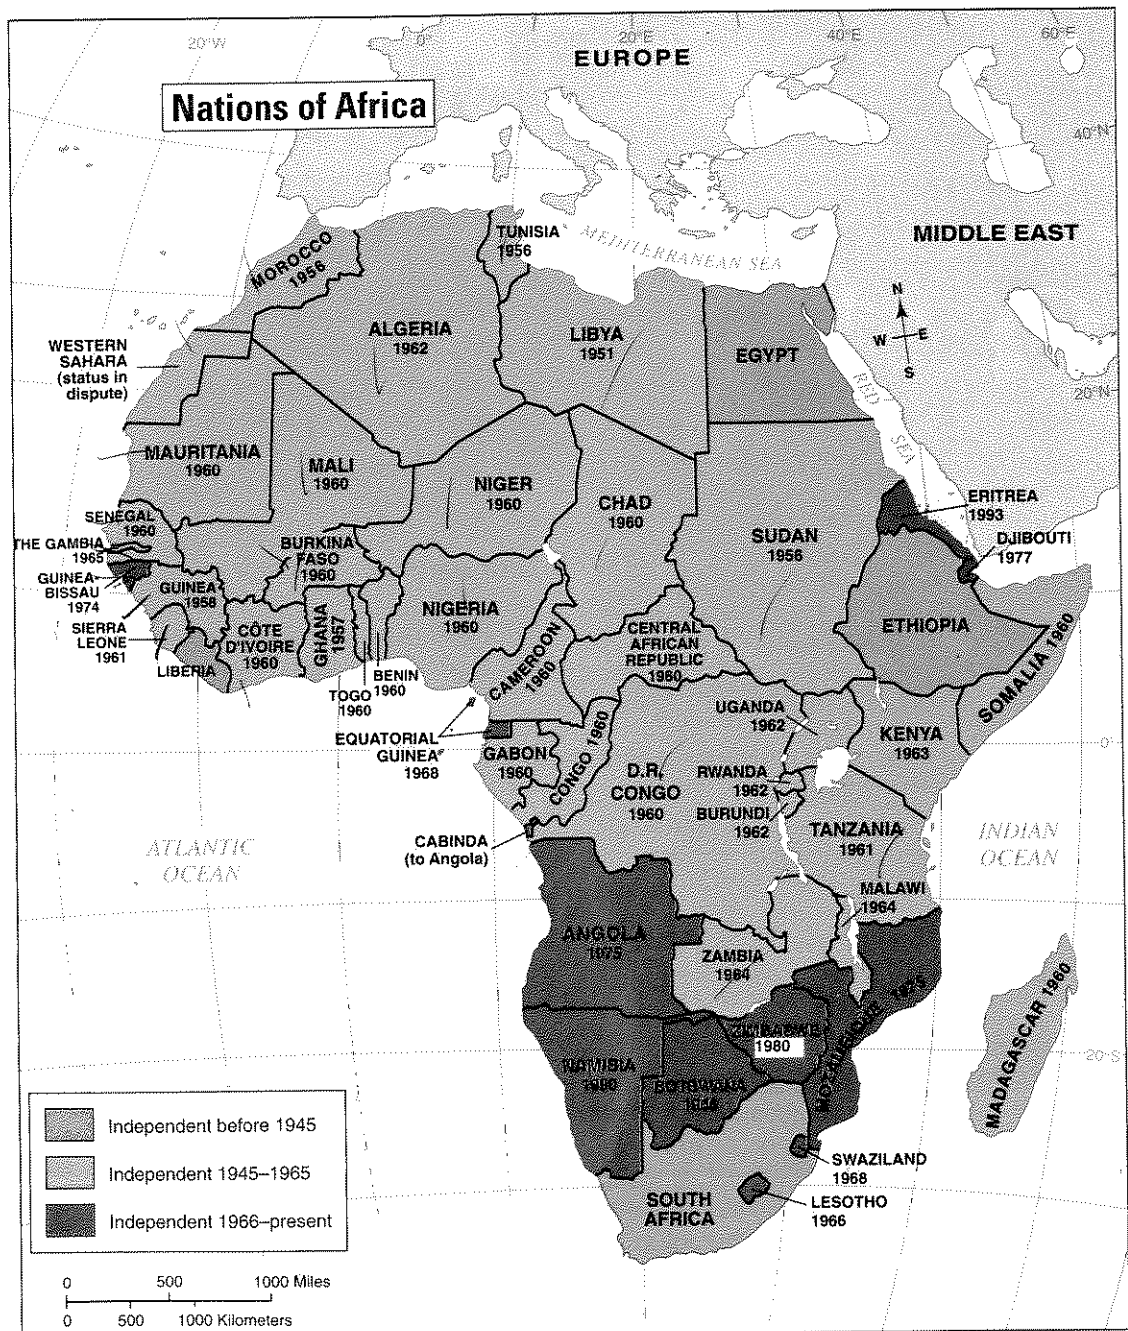 20°W
0°
20°E
40°E
60°E
EUROPE
Nations of Africa
40°N
TUNISIA
1956
MEDITERRANEAN SEA
MIDDLE EAST
MOROCCO
1956
N
W E
S
ALGERIA
1962
LIBYA
1951
EGYPT
WESTERN
SAHARA
(status in
dispute)
RED
SEA
20°N
MAURITANIA
1960
MALI
1960
NIGER
1960
CHAD
1960
SUDAN
1956
ERITREA
1993
DJIBOUTI
1977
SENEGAL
1960
THE GAMBIA
1965
GUINEA-
BISSAU
1974
GUINEA
1958
BURKINA
FASO
1960
SIERRA
LEONE
1961
LIBERIA
CÔTE
D'IVOIRE
1960
GHANA
1957
TOGO
1960
BENIN
1960
NIGERIA
1960
CAMEROON
1960
CENTRAL
AFRICAN
REPUBLIC
1960
ETHIOPIA
SOMALIA 1960
UGANDA
1962
KENYA
1963
0°
EQUATORIAL
GUINEA
1968
GABON
1960
CONGO 1960
D.R.
CONGO
1960
RWANDA
1962
BURUNDI
1962
TANZANIA
1961
CABINDA
(to Angola)
ATLANTIC
OCEAN
INDIAN
OCEAN
MALAWI
1964
ANGOLA
1975
ZAMBIA
1964
ZIMBABWE
1980
MOZAMBIQUE 1975
MADAGASCAR 1960
20°S
NAMIBIA
1990
BOTSWANA
SWAZILAND
1968
LESOTHO
1966
SOUTH
AFRICA
Independent before 1945
Independent 1945–1965
Independent 1966–present
0 500 1000 Miles
0 500 1000 Kilometers